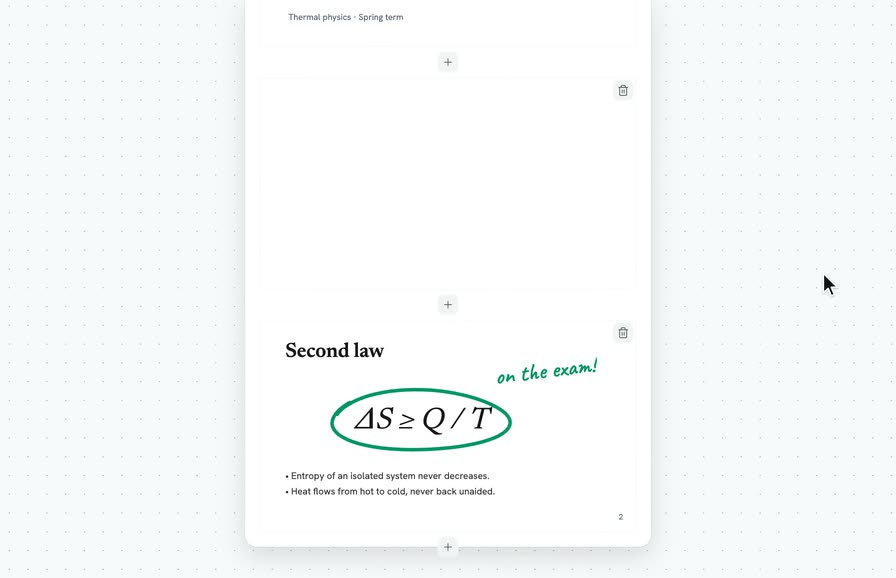 Thermal physics · Spring term
Second law
on the exam!
ΔS ≥ Q / T
• Entropy of an isolated system never decreases.
• Heat flows from hot to cold, never back unaided.
2